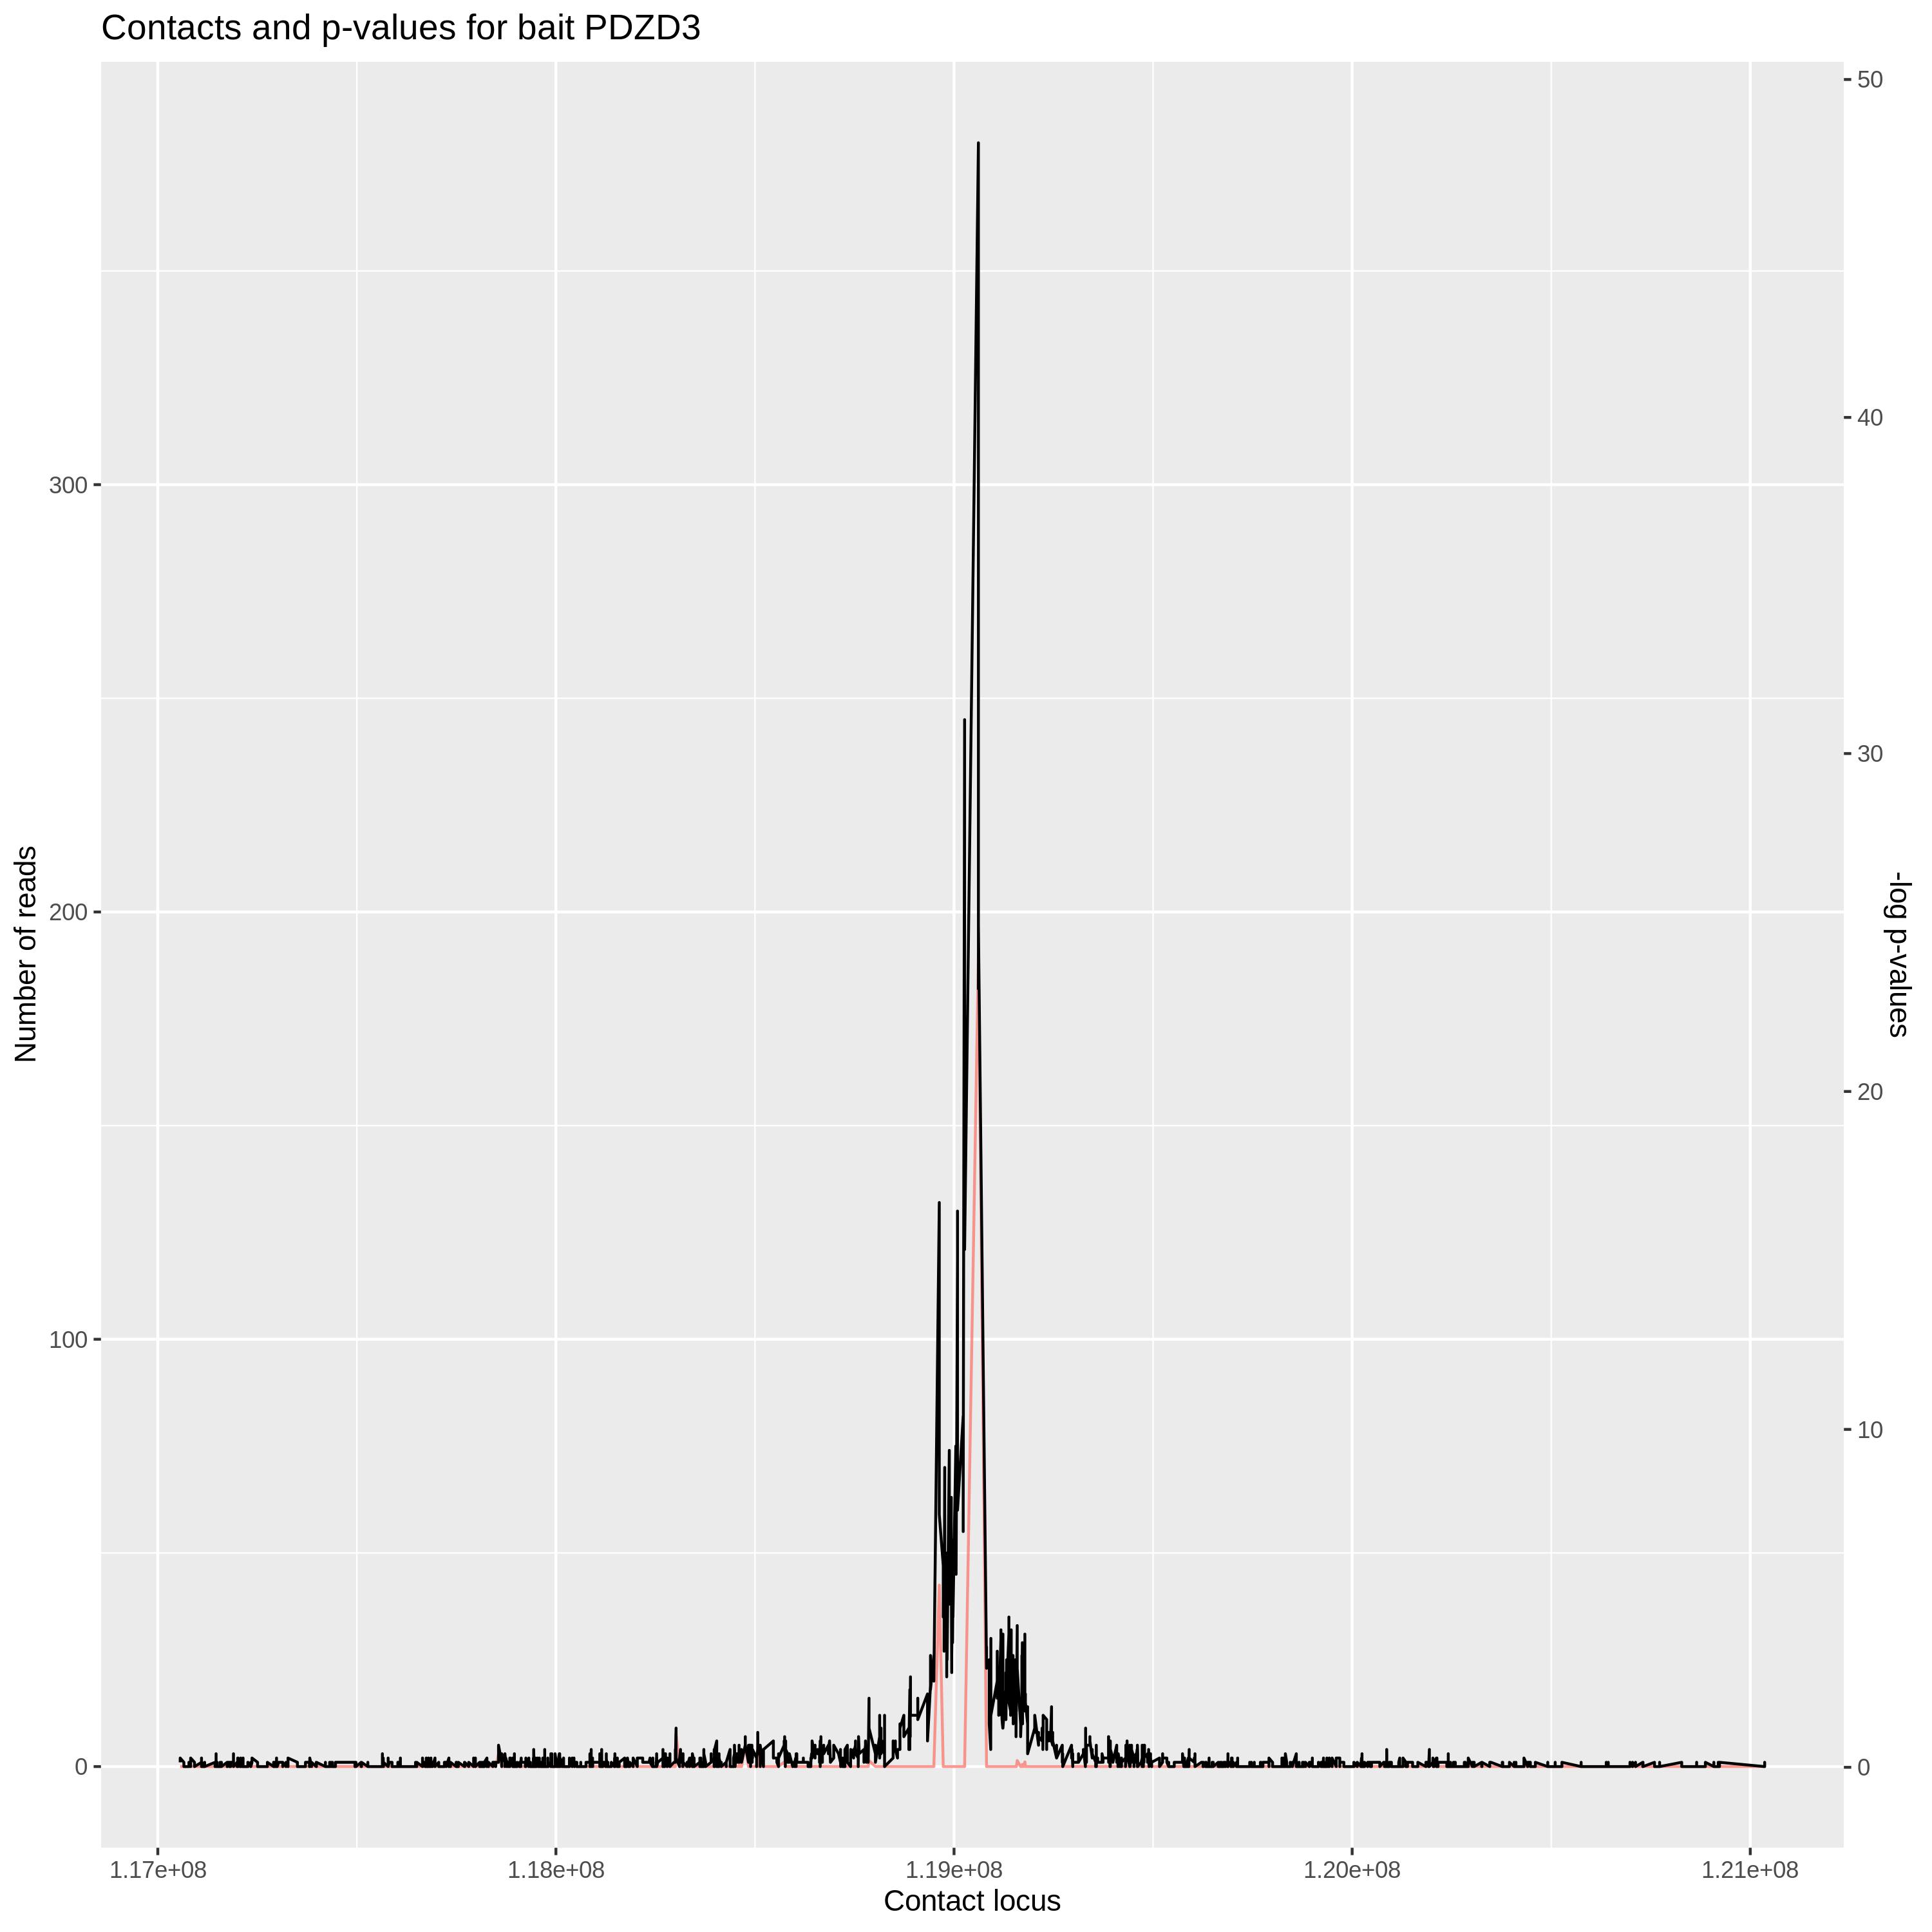 Contacts and p-values for bait PDZD3
50
40
300
30
200
Number of reads
-log p-values
20
100
10
0
0
1.17e+08
1.18e+08
1.19e+08
1.20e+08
1.21e+08
Contact locus